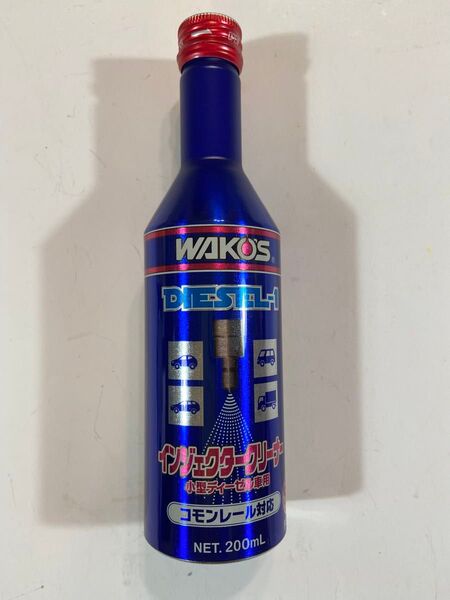 WAKO'S
DIESEL-1
インジェクタークリーナー
小型ディーゼル車用
コモンレール対応
NET. 200mL